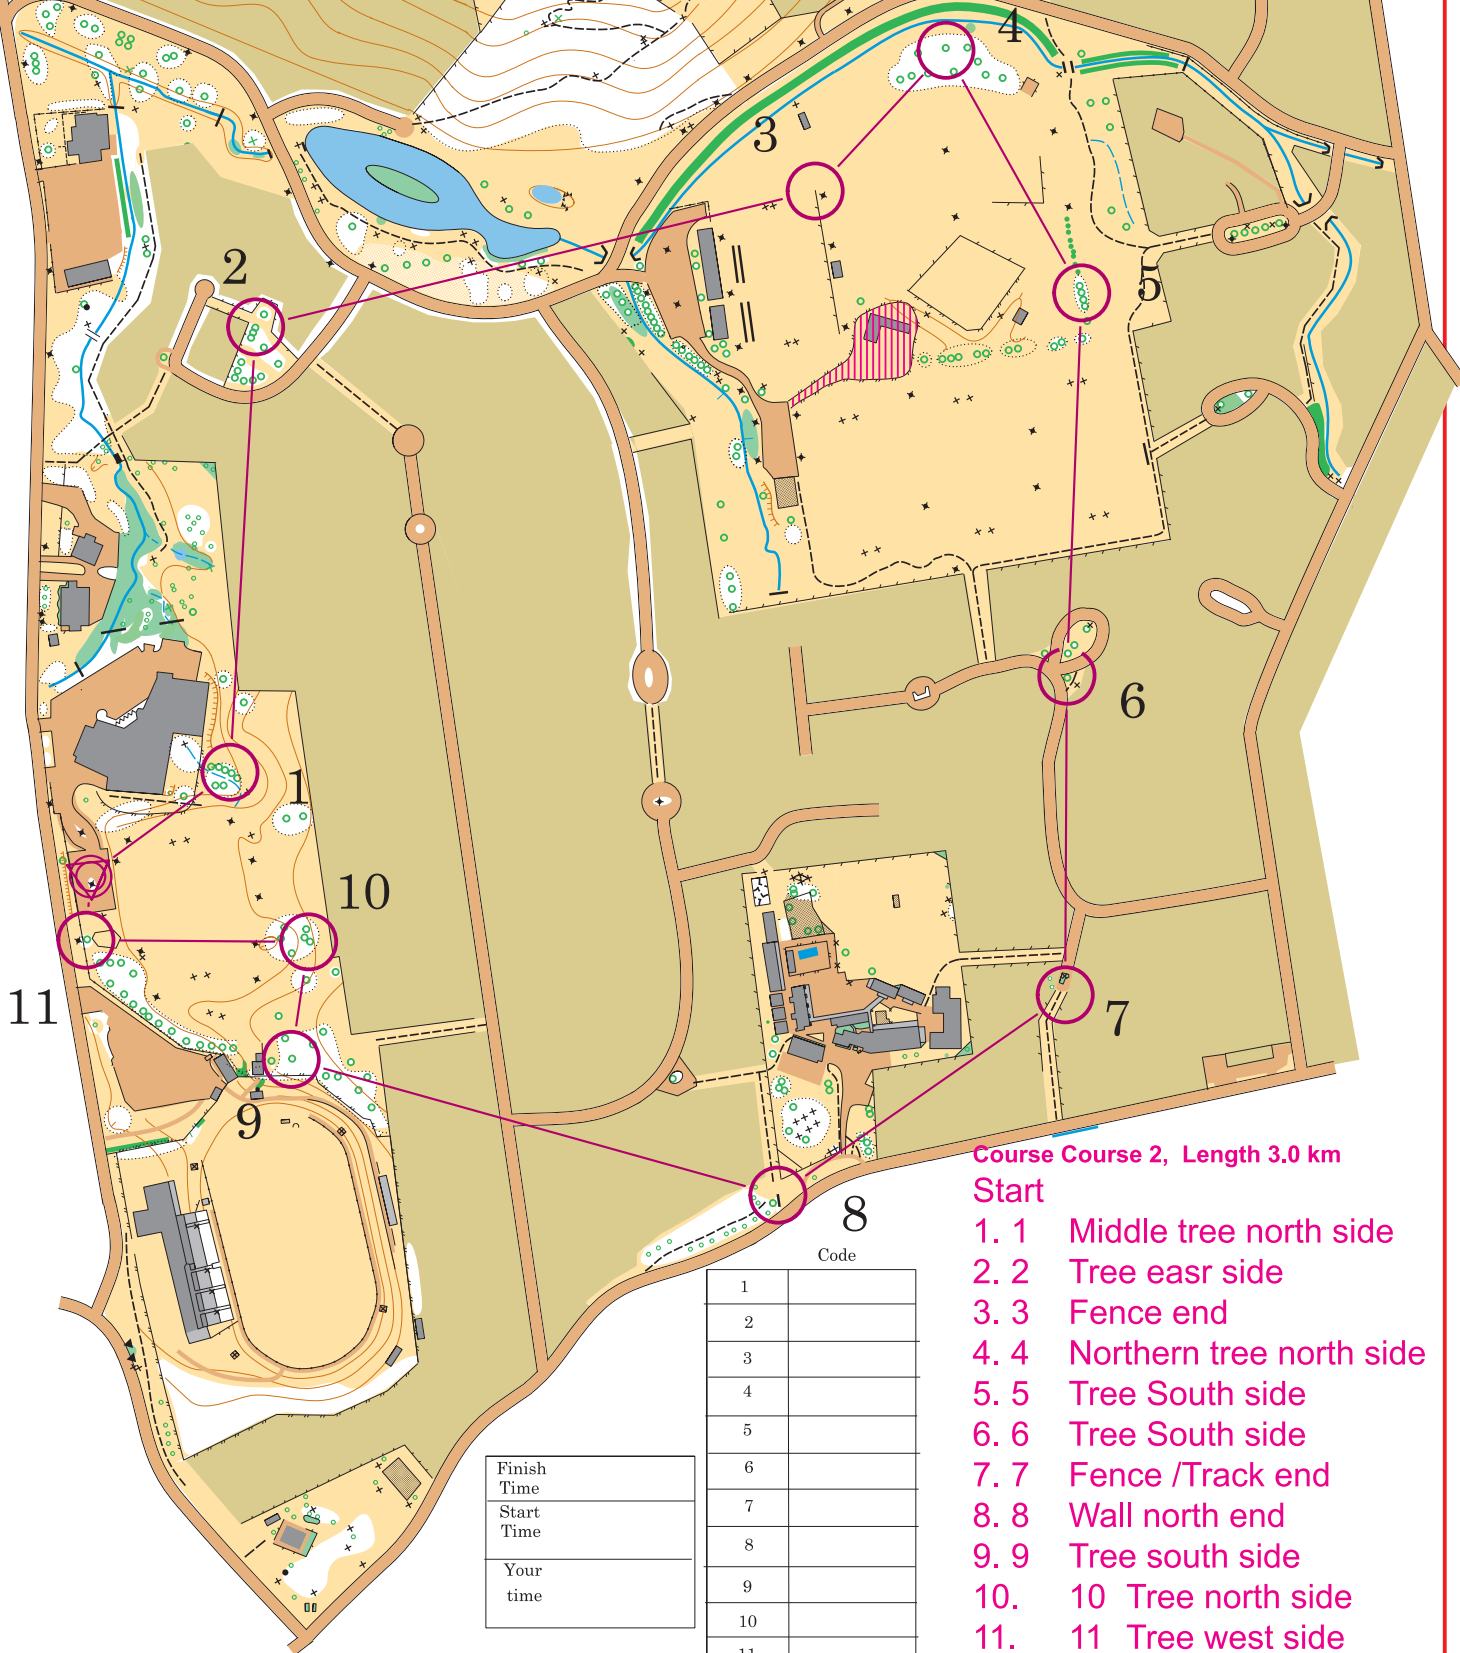 4
3
2
5
6
1
10
11
7
9
8
Course Course 2, Length 3.0 km
Start
1. 1 Middle tree north side
2. 2 Tree easr side
3. 3 Fence end
4. 4 Northern tree north side
5. 5 Tree South side
6. 6 Tree South side
7. 7 Fence /Track end
8. 8 Wall north end
9. 9 Tree south side
10. 10 Tree north side
11. 11 Tree west side
Code
1
2
3
4
5
6
7
8
9
10
11
Finish
Time
Start
Time
Your
time